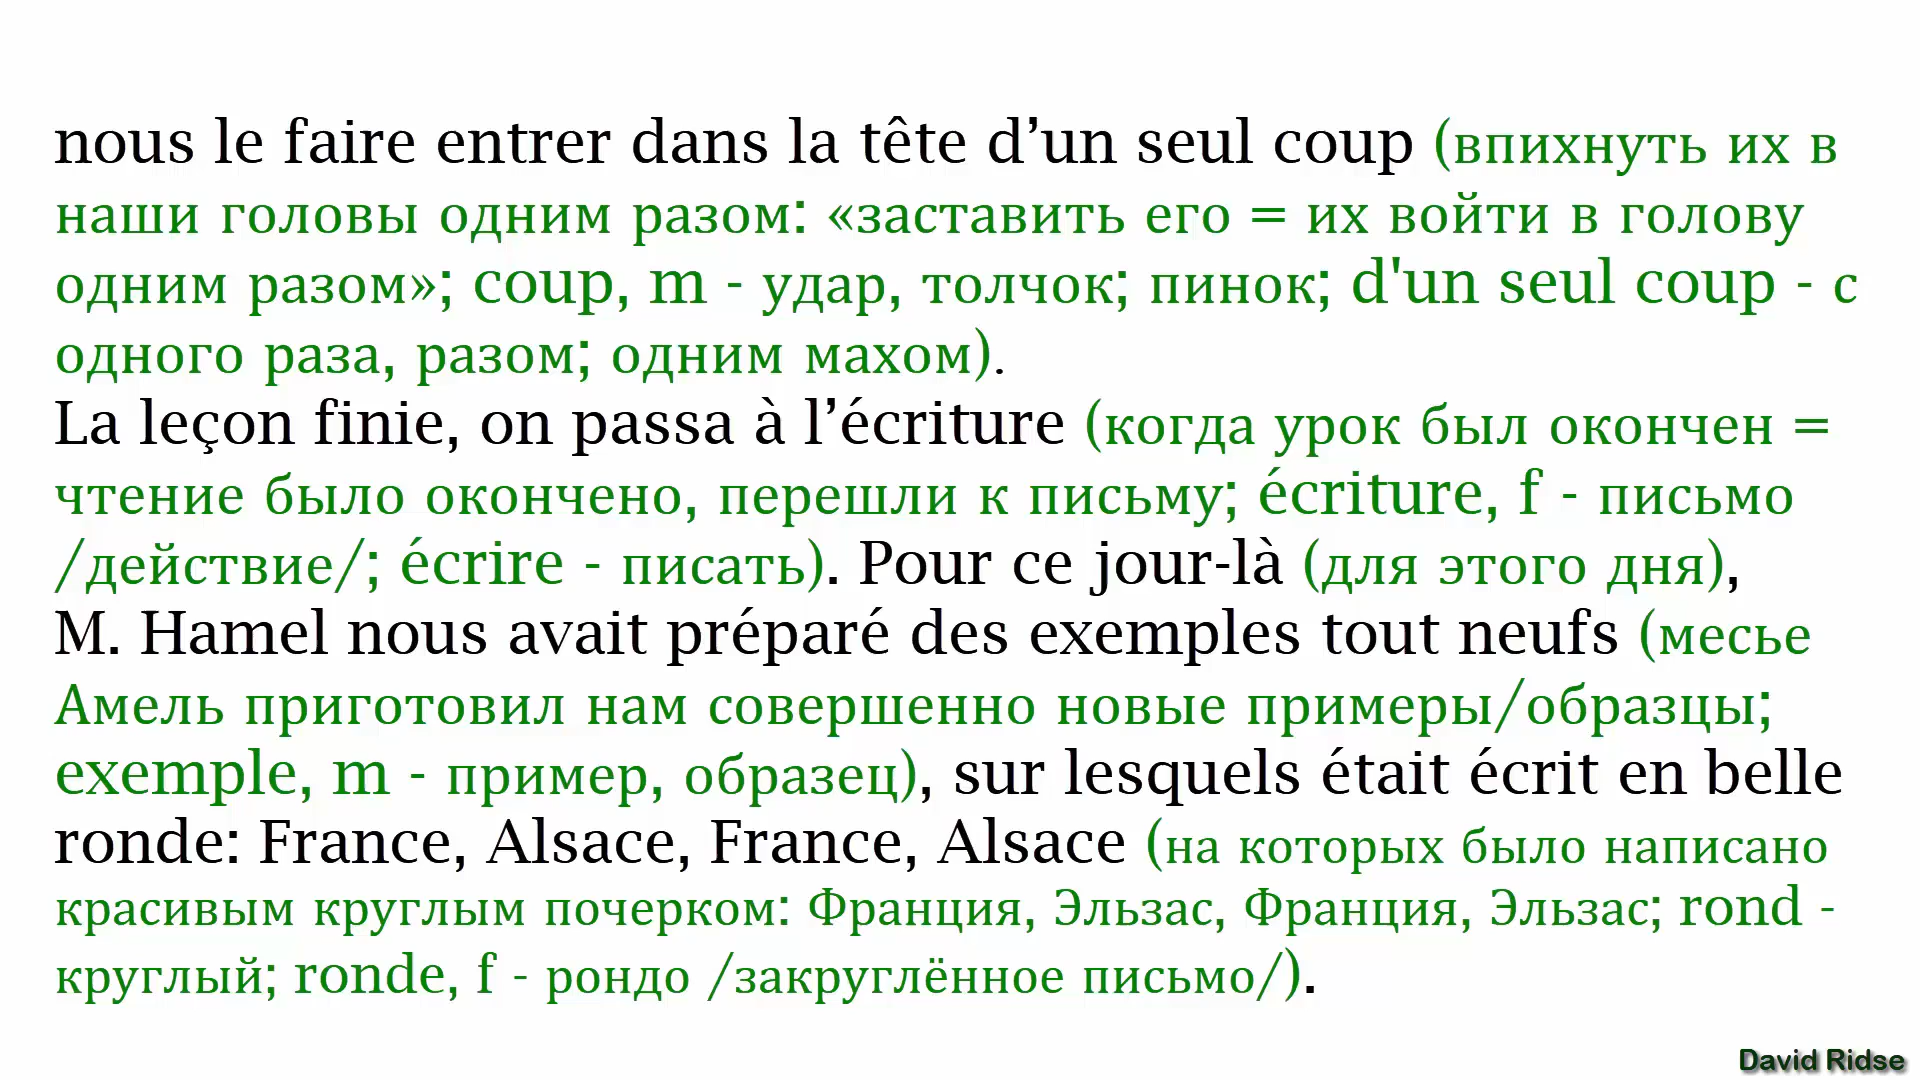 nous le faire entrer dans la tête d’un seul coup (впихнуть их в
наши головы одним разом: «заставить его = их войти в голову
одним разом»; coup, m - удар, толчок; пинок; d'un seul coup - с
одного раза, разом; одним махом).
La leçon finie, on passa à l’écriture (когда урок был окончен =
чтение было окончено, перешли к письму; écriture, f - письмо
/действие/; écrire - писать). Pour ce jour-là (для этого дня),
M. Hamel nous avait préparé des exemples tout neufs (месье
Амель приготовил нам совершенно новые примеры/образцы;
exemple, m - пример, образец), sur lesquels était écrit en belle
ronde: France, Alsace, France, Alsace (на которых было написано
красивым круглым почерком: Франция, Эльзас, Франция, Эльзас; rond -
круглый; ronde, f - рондо /закруглённое письмо/).
David Ridse